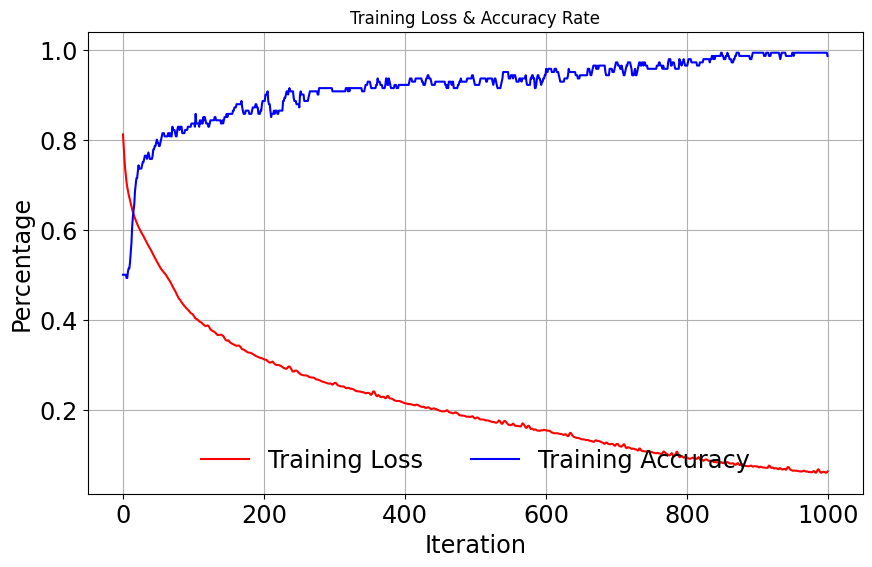 Training Loss & Accuracy Rate
1.0
0.8
0.6
0.4
0.2
Percentage
Training Loss Training Accuracy
0 200 400 600 800 1000
Iteration